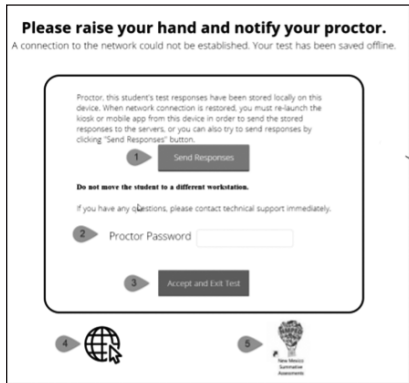 Please raise your hand and notify your proctor.
A connection to the network could not be established. Your test has been saved offline.
Proctor, this student's test responses have been stored locally on this
device. When network connection is restored, you must re-launch the
kiosk or mobile app from this device in order to send the stored
responses to the servers, or you can also try to send responses by
clicking "Send Responses" button.
1 Send Responses
Do not move the student to a different workstation.
If you have any questions, please contact technical support immediately.
2 Proctor Password
3 Accept and Exit Test
4 5
New Mexico
Summative
Assessments